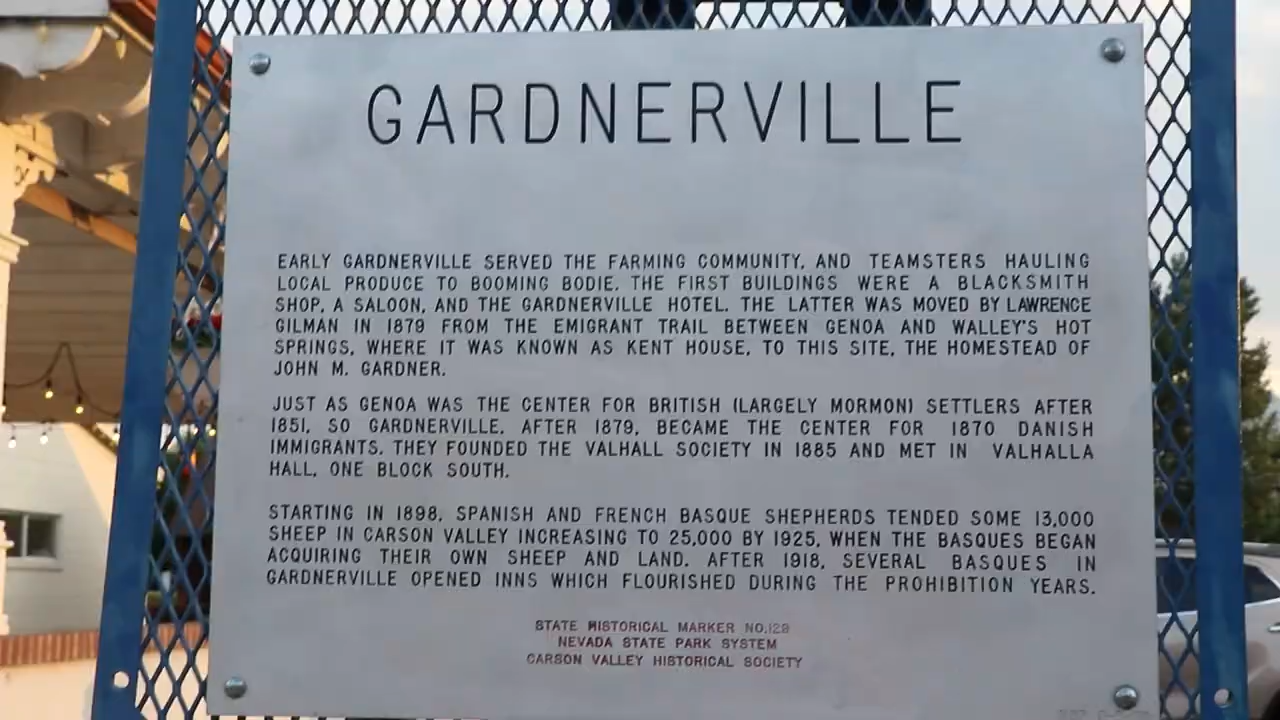 GARDNERVILLE
EARLY GARDNERVILLE SERVED THE FARMING COMMUNITY, AND TEAMSTERS HAULING
LOCAL PRODUCE TO BOOMING BODIE. THE FIRST BUILDINGS WERE A BLACKSMITH
SHOP, A SALOON, AND THE GARDNERVILLE HOTEL. THE LATTER WAS MOVED BY LAWRENCE
GILMAN IN 1879 FROM THE EMIGRANT TRAIL BETWEEN GENOA AND WALLEY'S HOT
SPRINGS, WHERE IT WAS KNOWN AS KENT HOUSE, TO THIS SITE, THE HOMESTEAD OF
JOHN M. GARDNER.
JUST AS GENOA WAS THE CENTER FOR BRITISH (LARGELY MORMON) SETTLERS AFTER
1851, SO GARDNERVILLE, AFTER 1879, BECAME THE CENTER FOR 1870 DANISH
IMMIGRANTS. THEY FOUNDED THE VALHALL SOCIETY IN 1885 AND MET IN VALHALLA
HALL, ONE BLOCK SOUTH.
STARTING IN 1898, SPANISH AND FRENCH BASQUE SHEPHERDS TENDED SOME 13,000
SHEEP IN CARSON VALLEY INCREASING TO 25,000 BY 1925, WHEN THE BASQUES BEGAN
ACQUIRING THEIR OWN SHEEP AND LAND. AFTER 1918, SEVERAL BASQUES IN
GARDNERVILLE OPENED INNS WHICH FLOURISHED DURING THE PROHIBITION YEARS.
STATE HISTORICAL MARKER NO.129
NEVADA STATE PARK SYSTEM
CARSON VALLEY HISTORICAL SOCIETY